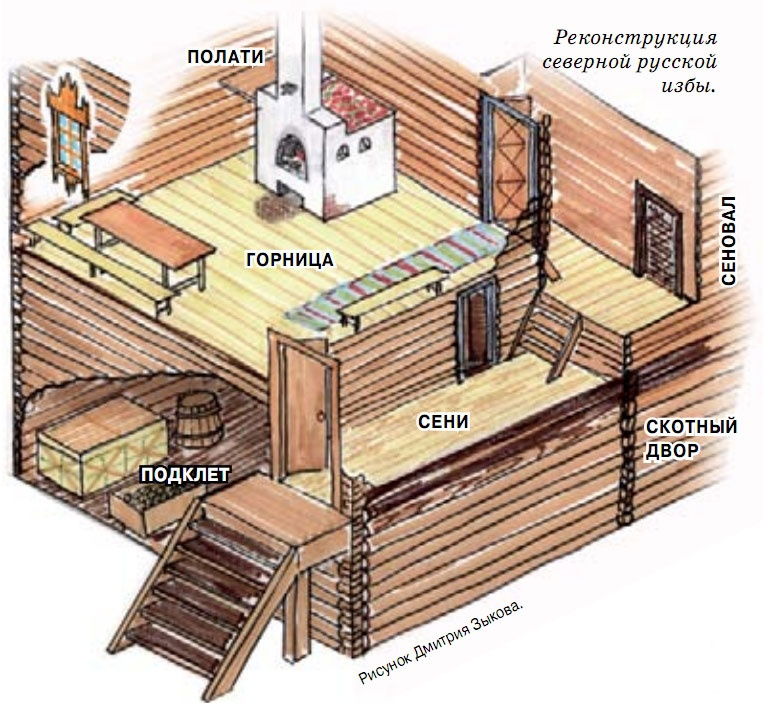 Реконструкция
северной русской
избы.
ПОЛАТИ
ГОРНИЦА
СЕНОВАЛ
СЕНИ
СКОТНЫЙ
ДВОР
ПОДКЛЕТ
Рисунок Дмитрия Зыкова.